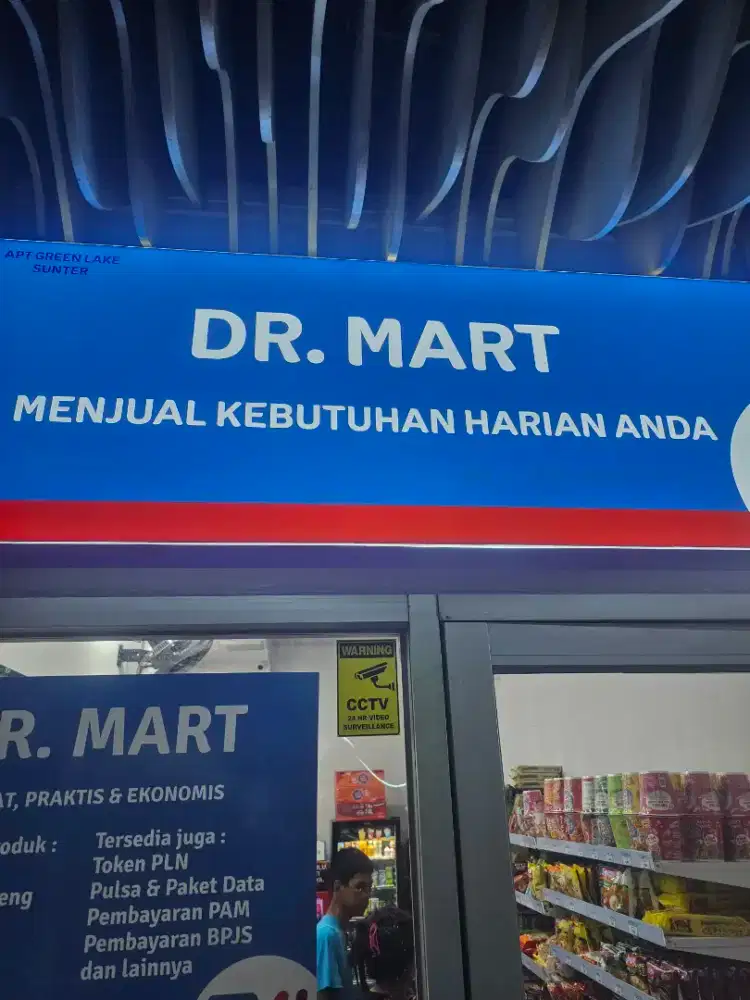 APT GREEN LAKE
SUNTER
DR. MART
MENJUAL KEBUTUHAN HARIAN ANDA
WARNING
CCTV
24 HR VIDEO
SURVEILLANCE
R. MART
AT, PRAKTIS & EKONOMIS
roduk :
eng
Tersedia juga :
Token PLN
Pulsa & Paket Data
Pembayaran PAM
Pembayaran BPJS
dan lainnya